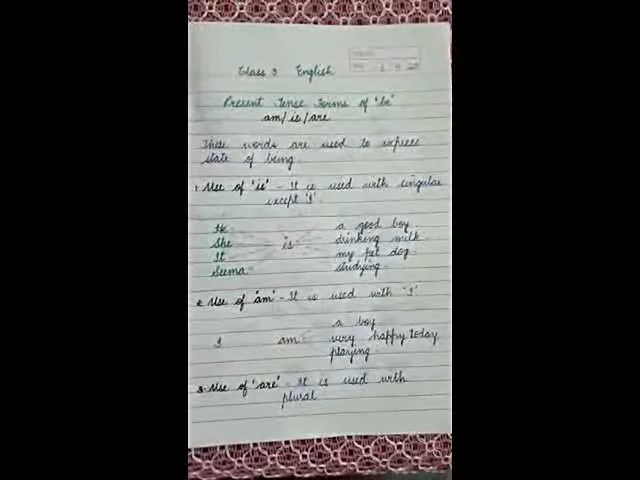 Class 3 English
Present Tense Forms of "be"
am/is/are
These words are used to express
state of being.
1. Use of "is" - It is used with singular
except 'I'.
He
She
It
Seema
is
a good boy.
drinking milk.
my pet dog.
studying.
2. Use of "am" - It is used with 'I'
I
am
a boy.
very happy today
playing.
3. Use of "are" - It is used with
plural